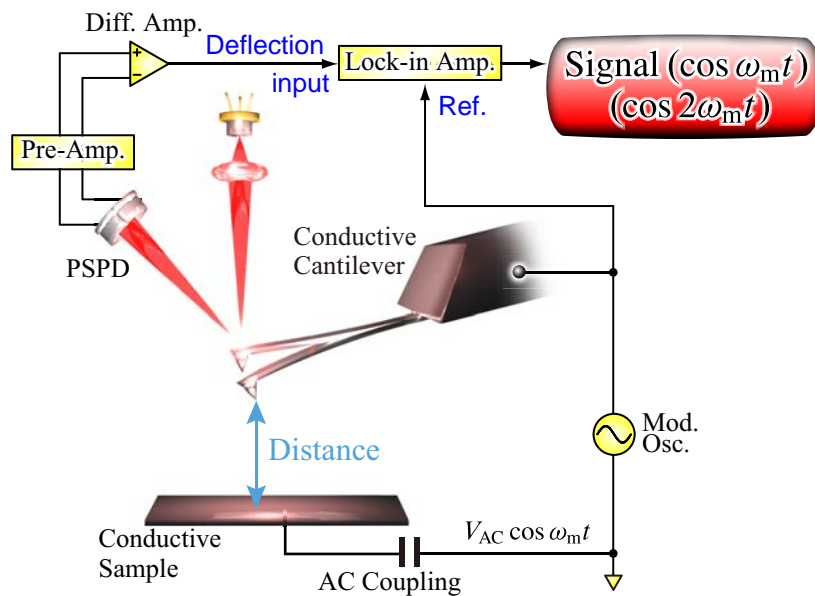 Diff. Amp.
+
−
Deflection
input
Lock-in Amp.
Ref.
Signal (cos ωmt)
(cos 2ωmt)
Pre-Amp.
PSPD
Conductive
Cantilever
Mod.
Osc.
Distance
Conductive
Sample
AC Coupling
VAC cos ωmt